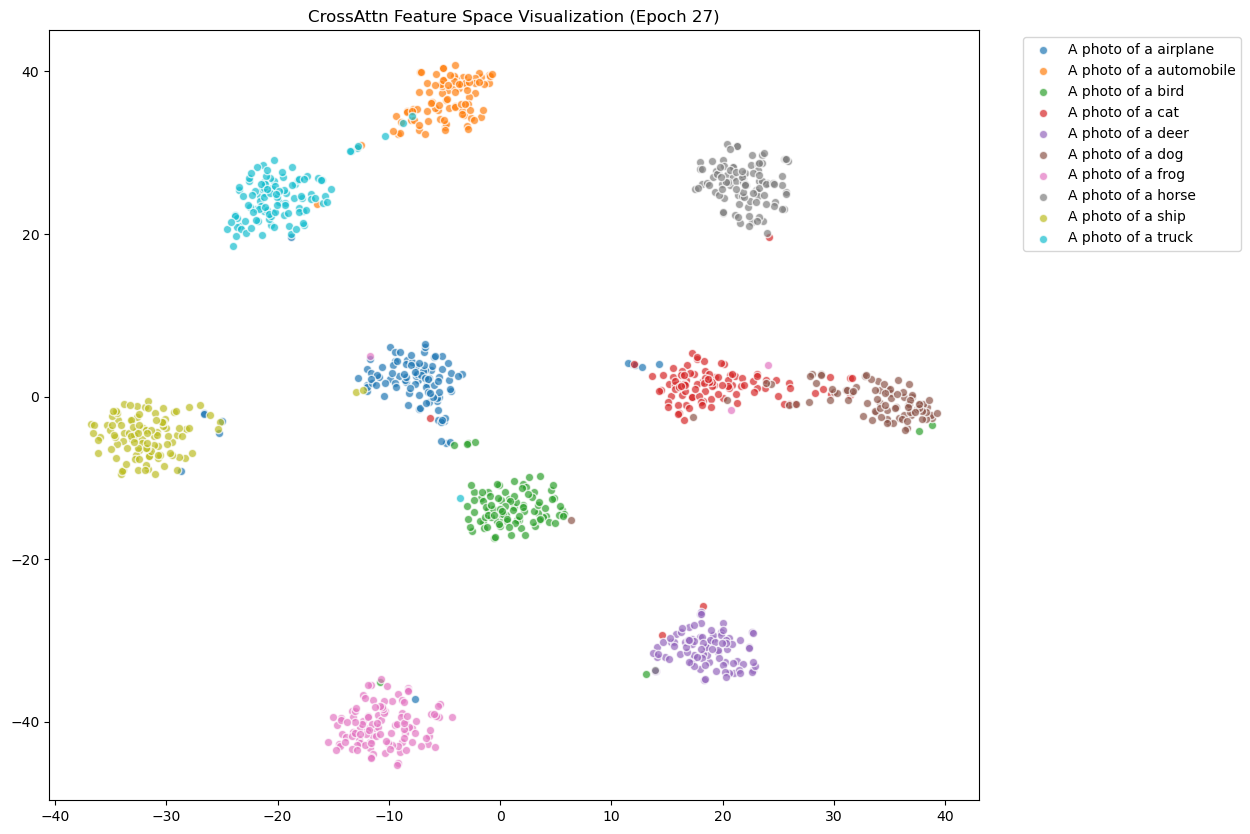 CrossAttn Feature Space Visualization (Epoch 27)
A photo of a airplane
A photo of a automobile
A photo of a bird
A photo of a cat
A photo of a deer
A photo of a dog
A photo of a frog
A photo of a horse
A photo of a ship
A photo of a truck
40
20
0
−20
−40
−40 −30 −20 −10 0 10 20 30 40